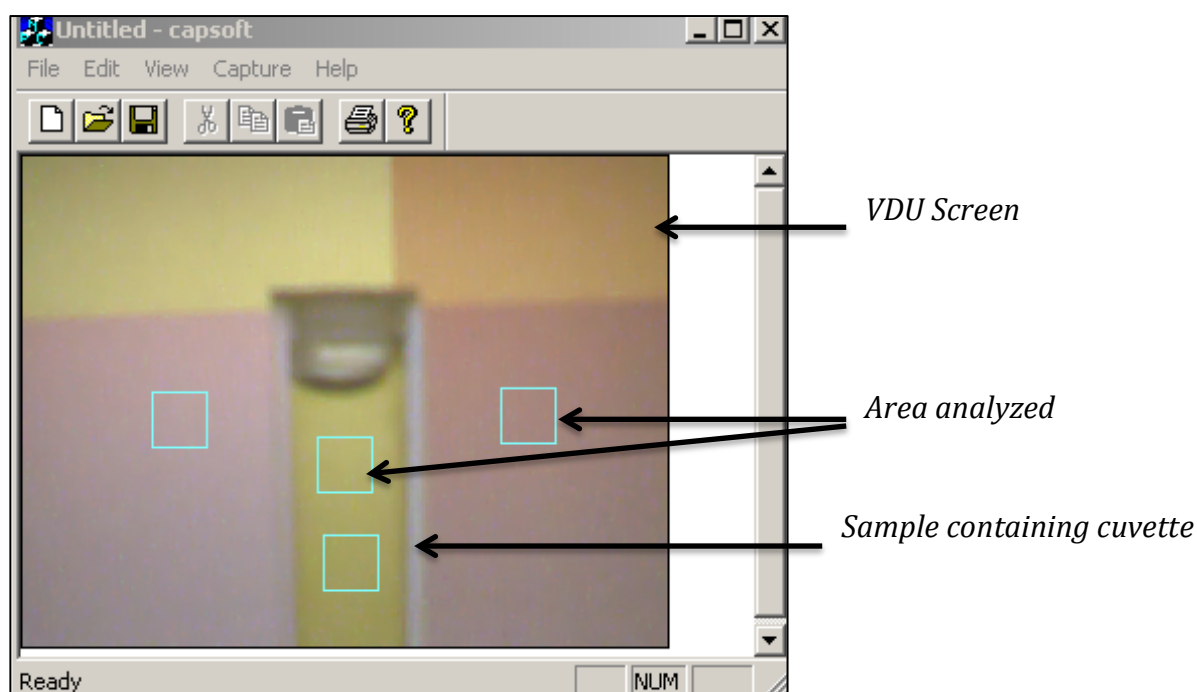 Untitled - capsoft
File Edit View Capture Help
VDU Screen
Area analyzed
Sample containing cuvette
Ready
NUM